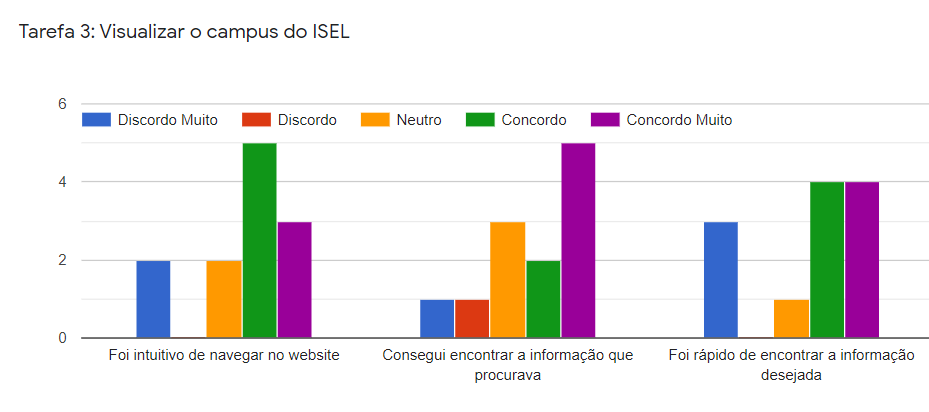 Tarefa 3: Visualizar o campus do ISEL
6
Discordo Muito Discordo Neutro Concordo Concordo Muito
4
2
0
Foi intuitivo de navegar no website
Consegui encontrar a informação que
procurava
Foi rápido de encontrar a informação
desejada